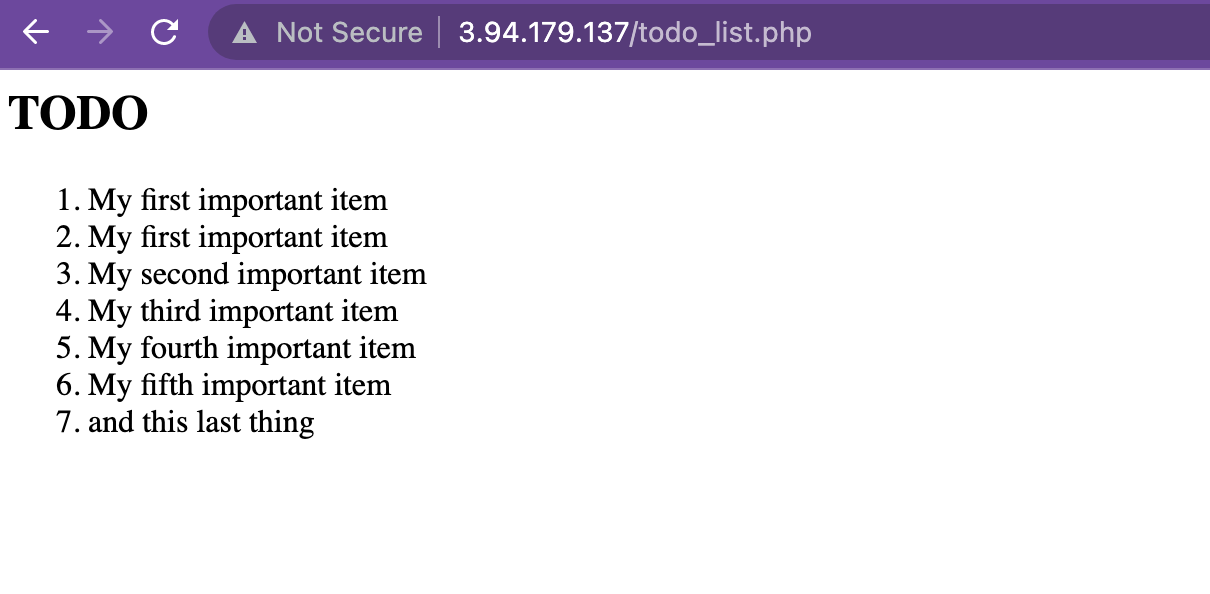 Not Secure | 3.94.179.137/todo_list.php
TODO
1. My first important item
2. My first important item
3. My second important item
4. My third important item
5. My fourth important item
6. My fifth important item
7. and this last thing